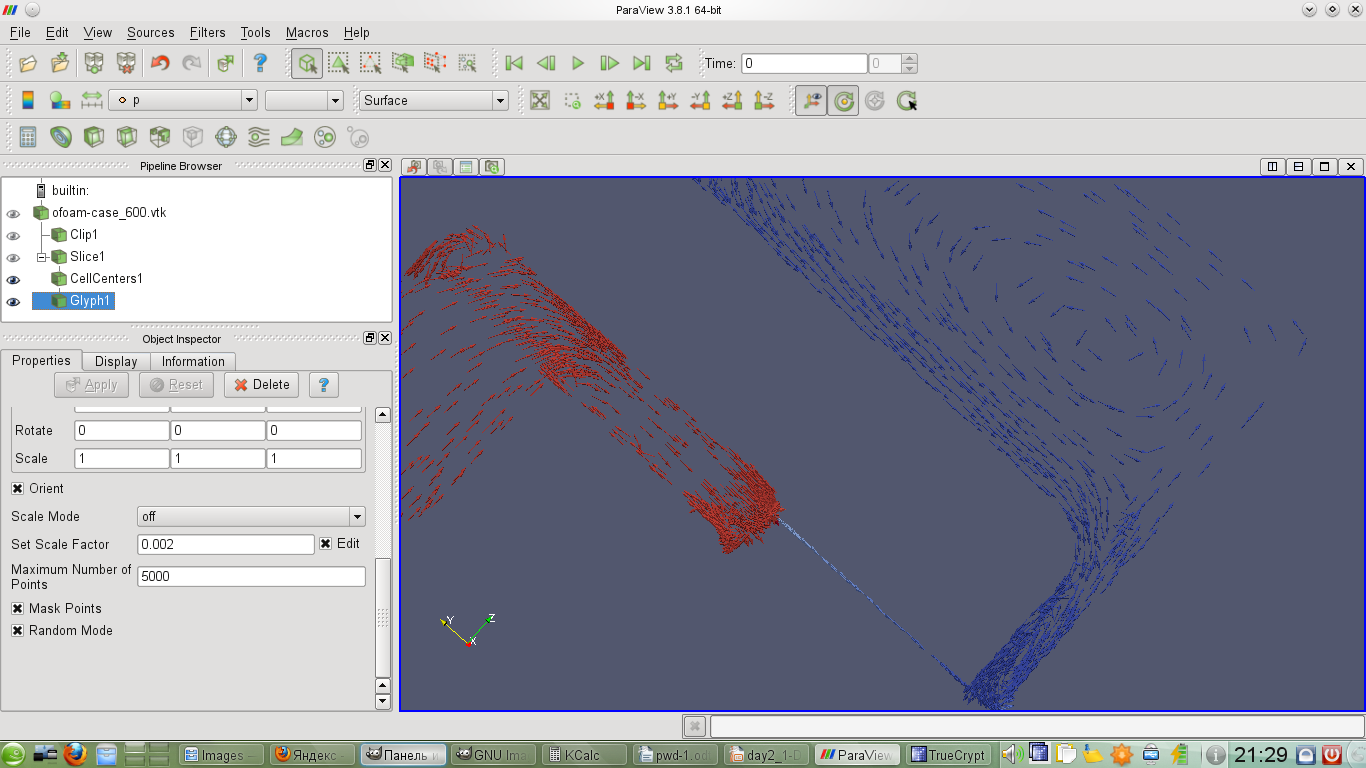 ParaView 3.8.1 64-bit
File Edit View Sources Filters Tools Macros Help
Time: 0 0
p Surface
+X -X +Y -Y +Z -Z
Pipeline Browser
builtin:
ofoam-case_600.vtk
Clip1
Slice1
CellCenters1
Glyph1
Object Inspector
Properties Display Information
Apply Reset Delete ?
Rotate 0 0 0
Scale 1 1 1
Orient
Scale Mode off
Set Scale Factor 0.002 Edit
Maximum Number of
Points 5000
Mask Points
Random Mode
Y Z
X
Images Яндекс - Панель и GNU Ima KCalc pwd-1.od day2_1-D ParaView TrueCrypt 21:29